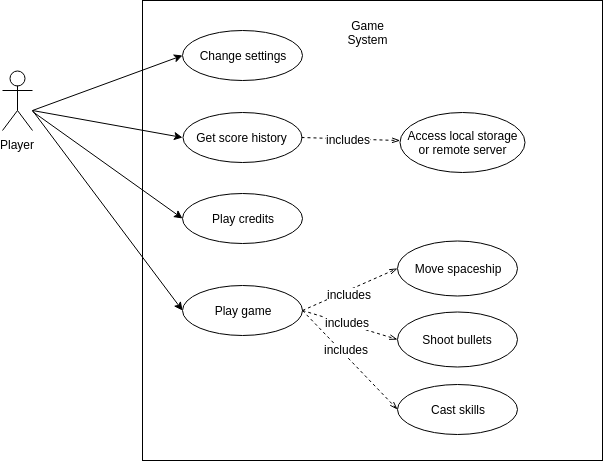 Game
System
Change settings
Player
Get score history
includes
Access local storage
or remote server
Play credits
Move spaceship
Play game
includes
includes
Shoot bullets
includes
Cast skills